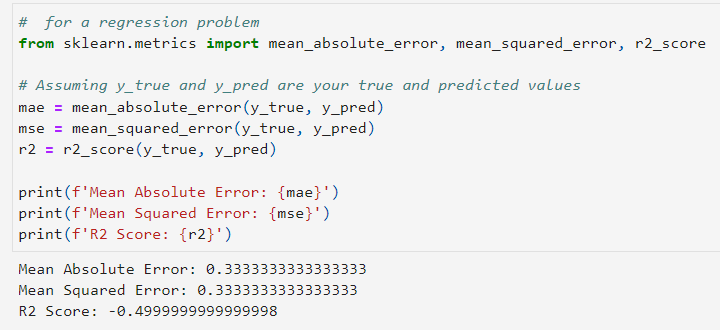 #  for a regression problem
from sklearn.metrics import mean_absolute_error, mean_squared_error, r2_score
# Assuming y_true and y_pred are your true and predicted values
mae = mean_absolute_error(y_true, y_pred)
mse = mean_squared_error(y_true, y_pred)
r2 = r2_score(y_true, y_pred)
print(f'Mean Absolute Error: {mae}')
print(f'Mean Squared Error: {mse}')
print(f'R2 Score: {r2}')
Mean Absolute Error: 0.3333333333333333
Mean Squared Error: 0.3333333333333333
R2 Score: -0.4999999999999998